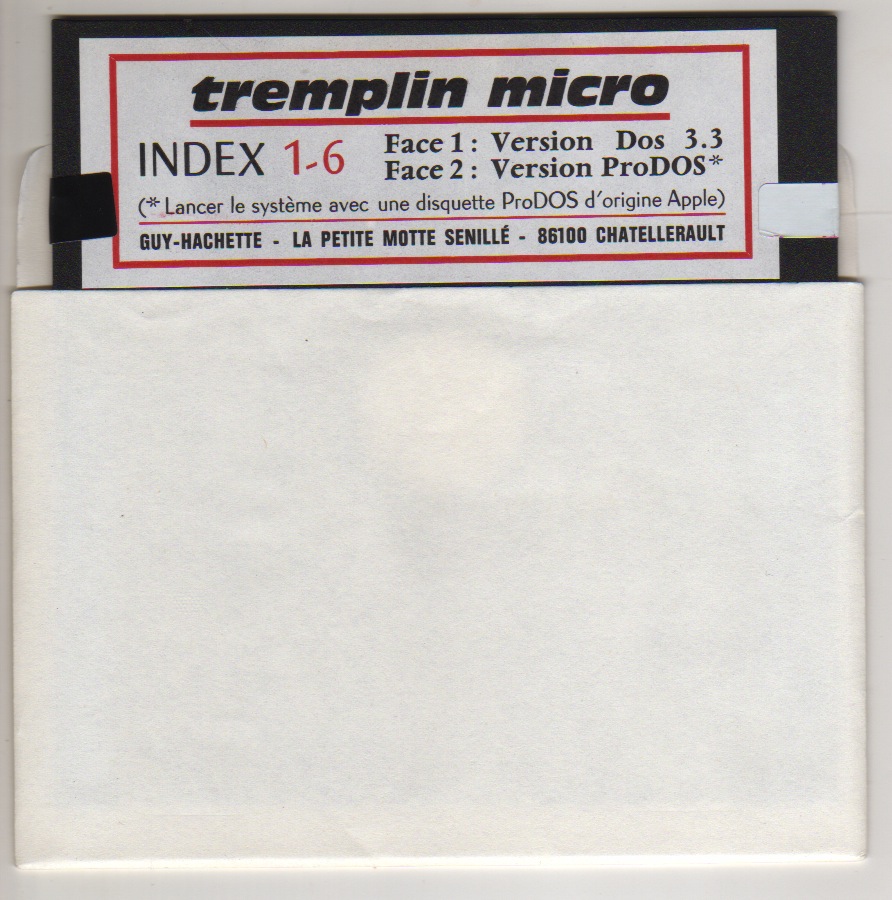 tremplin micro
INDEX 1-6
Face 1 : Version Dos 3.3
Face 2 : Version ProDOS*
(* Lancer le système avec une disquette ProDOS d'origine Apple)
GUY-HACHETTE - LA PETITE MOTTE SENILLÉ - 86100 CHATELLERAULT